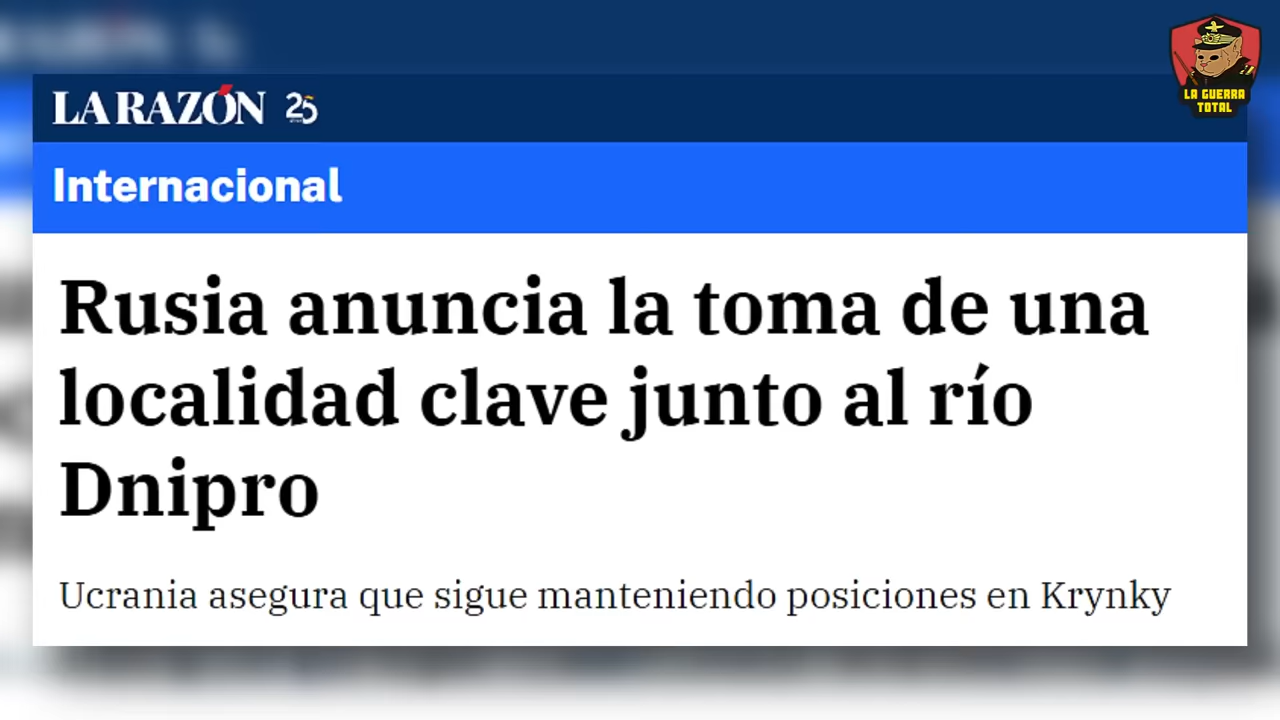 LA RAZÓN 25
LA GUERRA
TOTAL
Internacional
Rusia anuncia la toma de una
localidad clave junto al río
Dnipro
Ucrania asegura que sigue manteniendo posiciones en Krynky